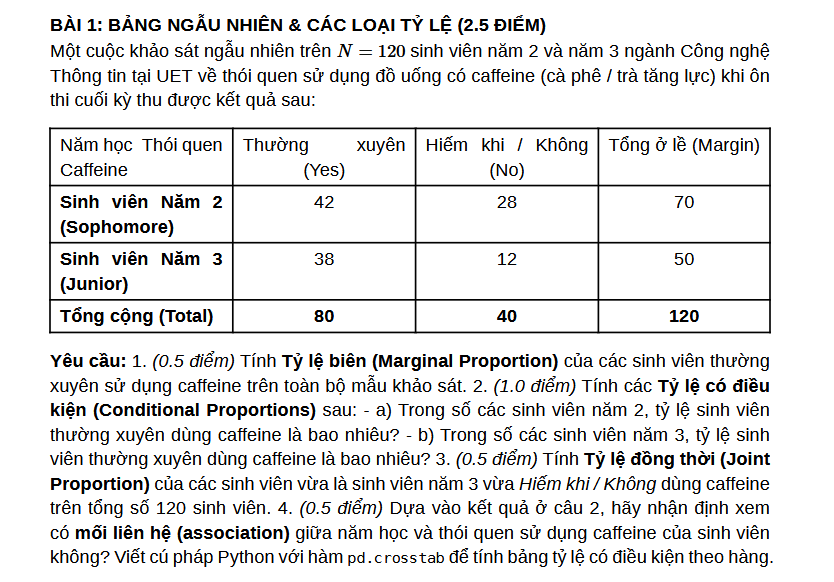 BÀI 1: BẢNG NGẪU NHIÊN & CÁC LOẠI TỶ LỆ (2.5 ĐIỂM)
Một cuộc khảo sát ngẫu nhiên trên N = 120 sinh viên năm 2 và năm 3 ngành Công nghệ
Thông tin tại UET về thói quen sử dụng đồ uống có caffeine (cà phê / trà tăng lực) khi ôn
thi cuối kỳ thu được kết quả sau:
Năm học Thói quen Caffeine | Thường xuyên (Yes) | Hiếm khi / Không (No) | Tổng ở lề (Margin)
Sinh viên Năm 2 (Sophomore) | 42 | 28 | 70
Sinh viên Năm 3 (Junior) | 38 | 12 | 50
Tổng cộng (Total) | 80 | 40 | 120
Yêu cầu: 1. (0.5 điểm) Tính Tỷ lệ biên (Marginal Proportion) của các sinh viên thường
xuyên sử dụng caffeine trên toàn bộ mẫu khảo sát. 2. (1.0 điểm) Tính các Tỷ lệ có điều
kiện (Conditional Proportions) sau: - a) Trong số các sinh viên năm 2, tỷ lệ sinh viên
thường xuyên dùng caffeine là bao nhiêu? - b) Trong số các sinh viên năm 3, tỷ lệ sinh
viên thường xuyên dùng caffeine là bao nhiêu? 3. (0.5 điểm) Tính Tỷ lệ đồng thời (Joint
Proportion) của các sinh viên vừa là sinh viên năm 3 vừa Hiếm khi / Không dùng caffeine
trên tổng số 120 sinh viên. 4. (0.5 điểm) Dựa vào kết quả ở câu 2, hãy nhận định xem
có mối liên hệ (association) giữa năm học và thói quen sử dụng caffeine của sinh viên
không? Viết cú pháp Python với hàm pd.crosstab để tính bảng tỷ lệ có điều kiện theo hàng.